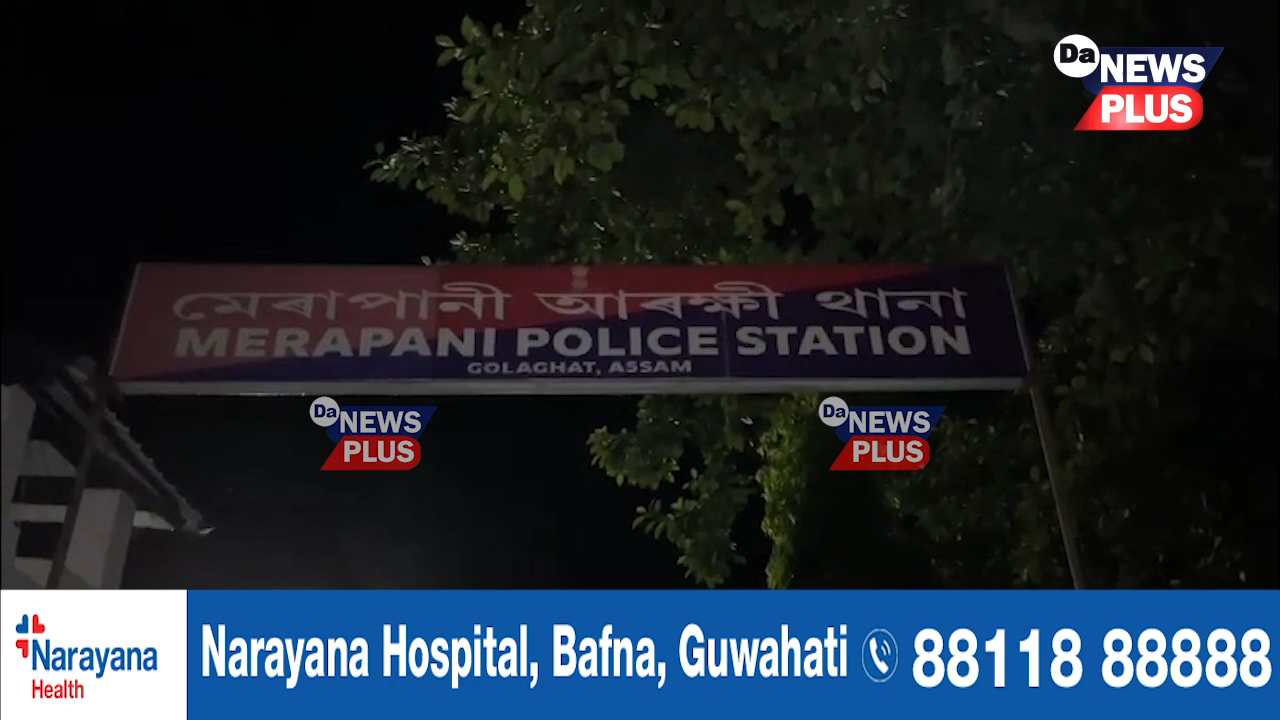 Da
NEWS
PLUS
মেৰাপানী আৰক্ষী থানা
MERAPANI POLICE STATION
GOLAGHAT, ASSAM
Da
NEWS
PLUS
Da
NEWS
PLUS
Narayana
Health
Narayana Hospital, Bafna, Guwahati 88118 88888